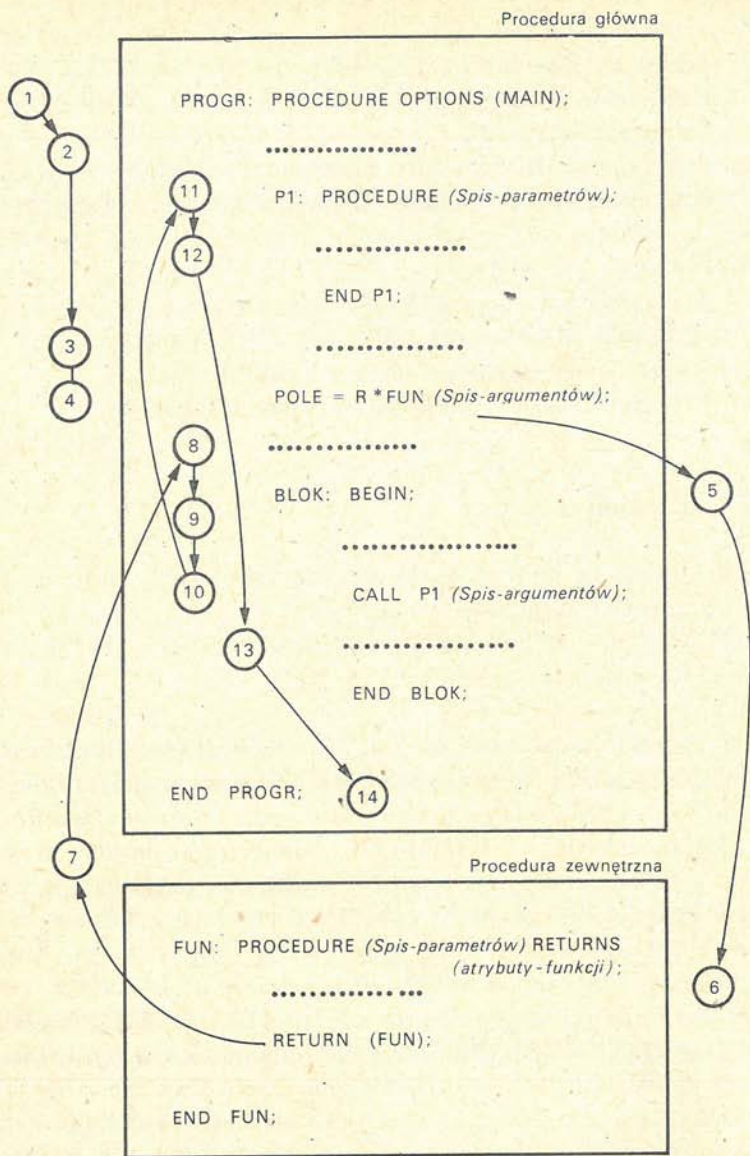 Procedura główna
1
PROGR: PROCEDURE OPTIONS (MAIN);
2
..................
11
P1: PROCEDURE (Spis-parametrów);
12
...............
END P1;
3
...............
4
POLE = R * FUN (Spis-argumentów);
8
................
5
BLOK: BEGIN;
9
..................
10
CALL P1 (Spis-argumentów);
13
..................
END BLOK;
END PROGR;
14
7
Procedura zewnętrzna
FUN: PROCEDURE (Spis-parametrów) RETURNS
(atrybuty-funkcji);
6
.................
RETURN (FUN);
END FUN;